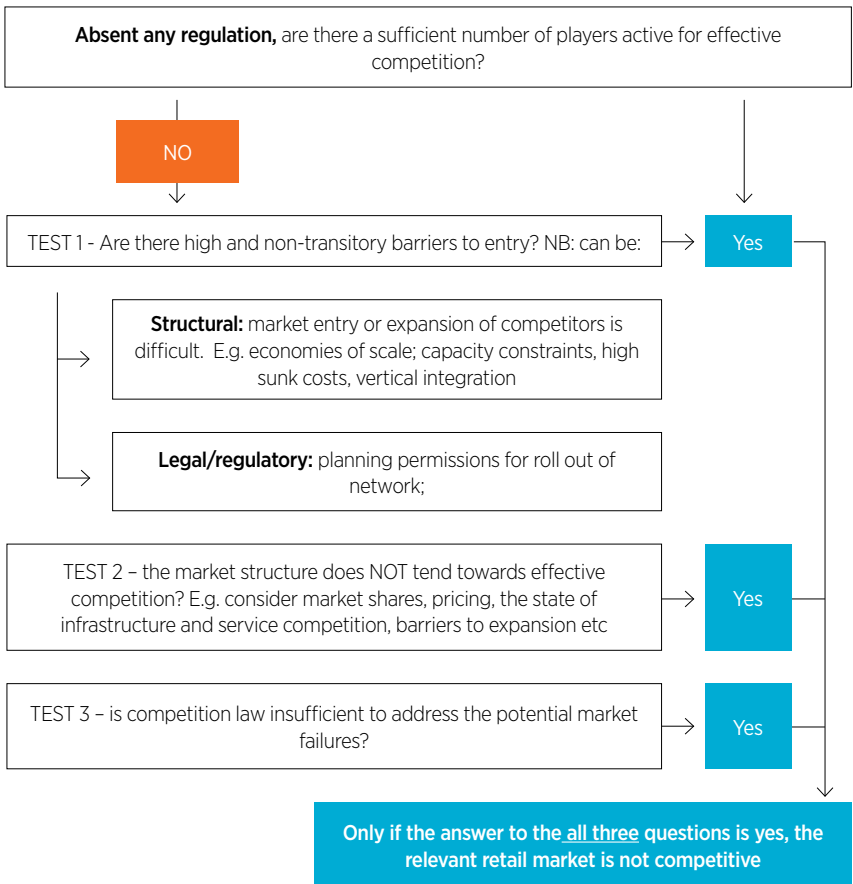 Absent any regulation, are there a sufficient number of players active for effective
competition?
NO
TEST 1 - Are there high and non-transitory barriers to entry? NB: can be:
Yes
Structural: market entry or expansion of competitors is
difficult. E.g. economies of scale; capacity constraints, high
sunk costs, vertical integration
Legal/regulatory: planning permissions for roll out of
network;
TEST 2 – the market structure does NOT tend towards effective
competition? E.g. consider market shares, pricing, the state of
infrastructure and service competition, barriers to expansion etc
Yes
TEST 3 – is competition law insufficient to address the potential market
failures?
Yes
Only if the answer to the all three questions is yes, the
relevant retail market is not competitive